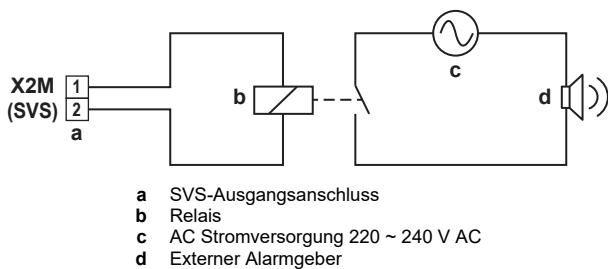 c
X2M 1
b d
(SVS) 2
a
a SVS-Ausgangsanschluss
b Relais
c AC Stromversorgung 220 ~ 240 V AC
d Externer Alarmgeber